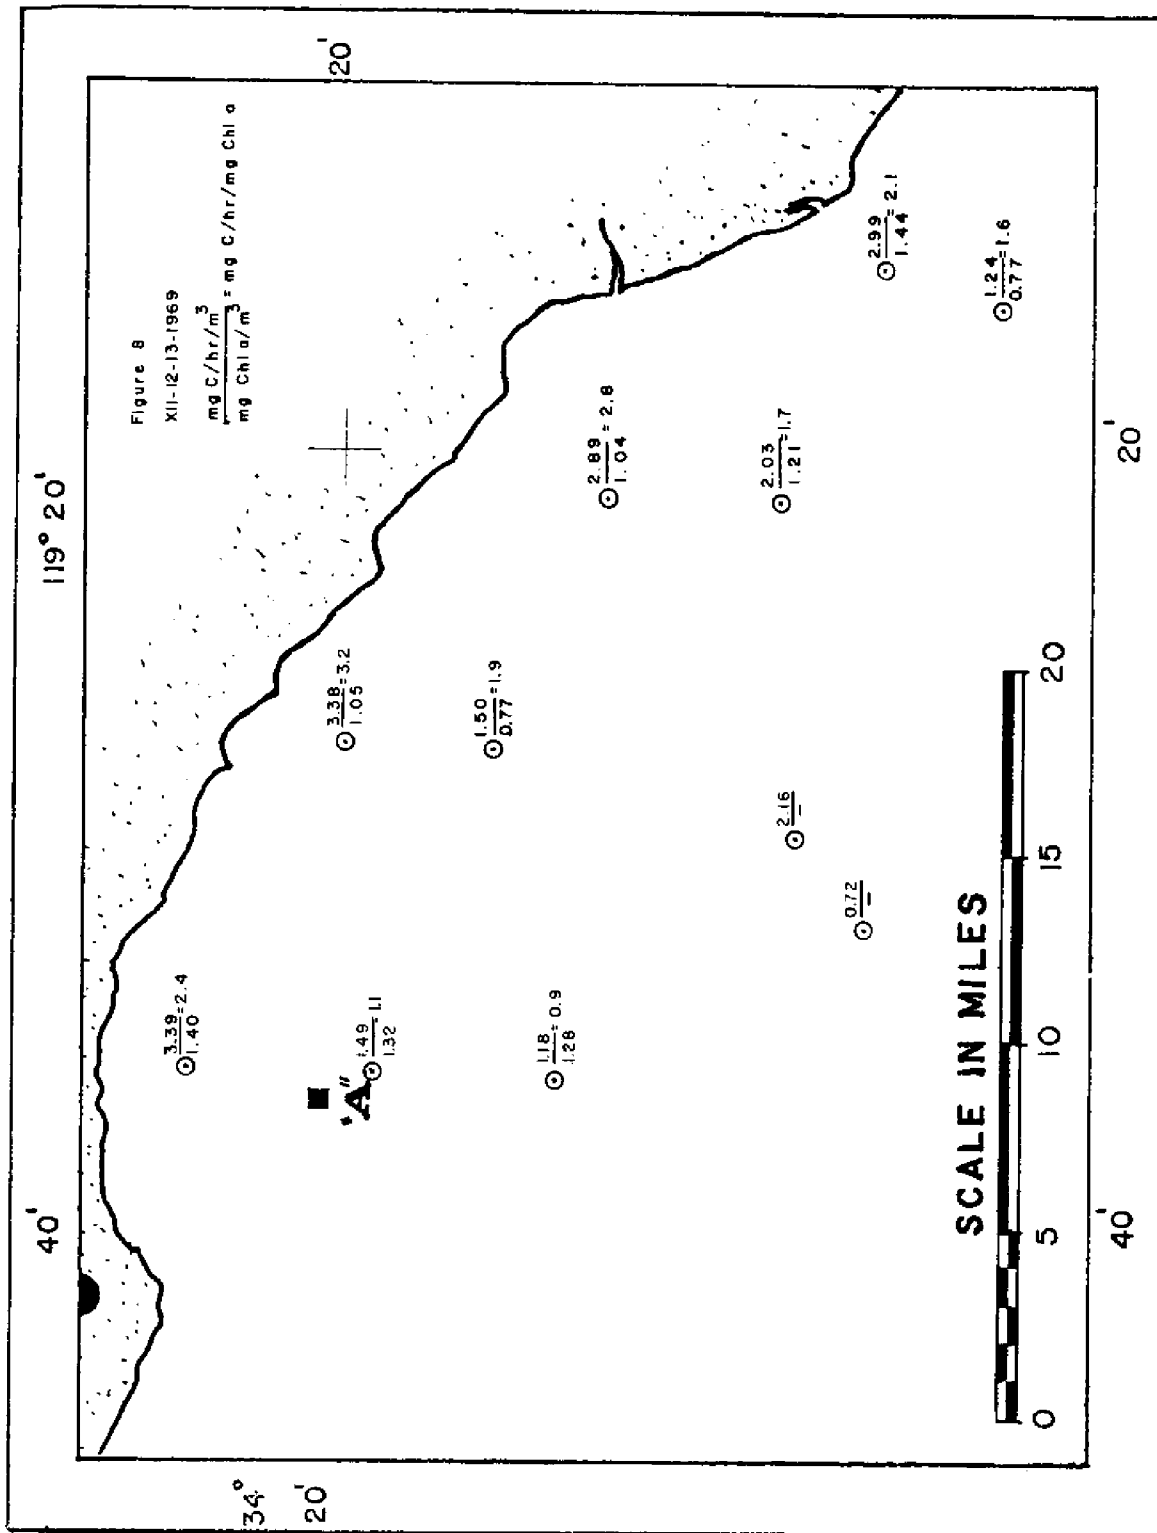 119° 20'
40'
20'
34°
20'
Figure 8
XII-12-13-1969
mg C/hr/m³
mg Chl a/m³ = mg C/hr/mg Chl a
3.39
1.40 = 2.4
1.49
1.32 = 1.1
"A"
1.18
1.28 = 0.9
3.38
1.05 = 3.2
1.50
0.77 = 1.9
2.89
1.04 = 2.8
2.03
1.21 = 1.7
2.99
1.44 = 2.1
1.24
0.77 = 1.6
2.16
–
0.72
–
SCALE IN MILES
0 5 10 15 20
40'
20'